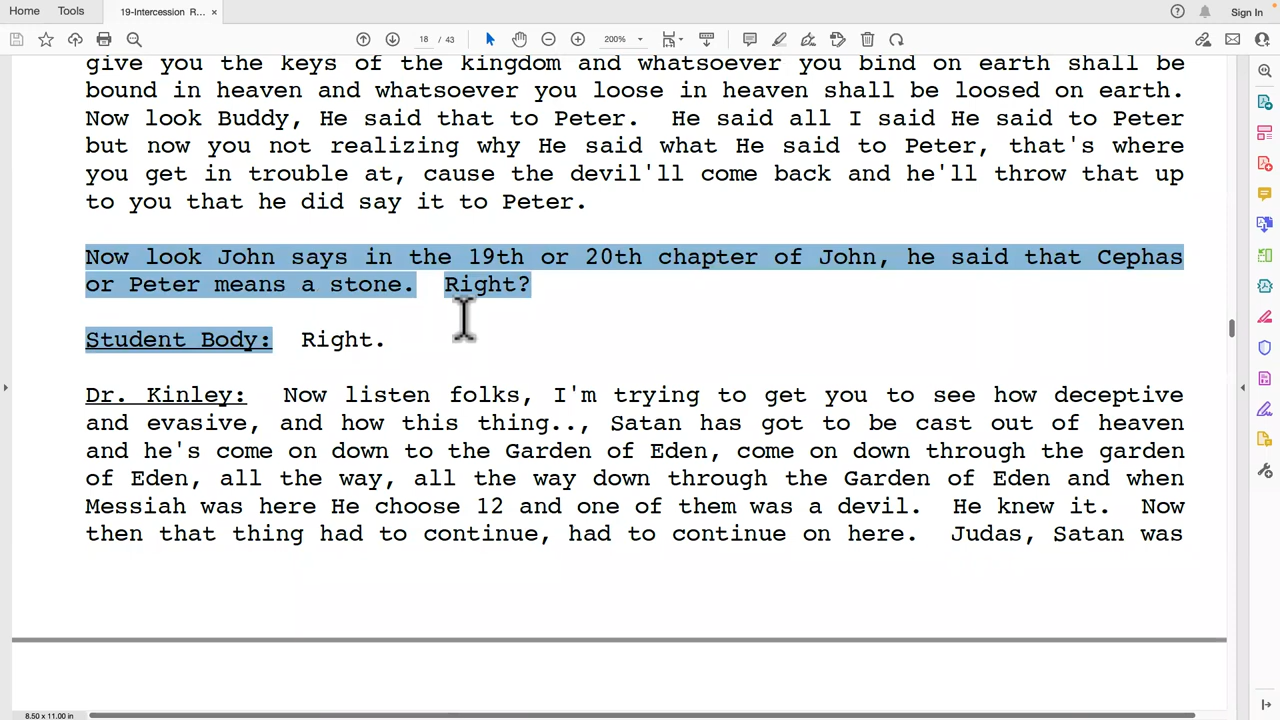 Home Tools 19-Intercession R... × Sign In
18 / 43 200%
give you the keys of the kingdom and whatsoever you bind on earth shall be
bound in heaven and whatsoever you loose in heaven shall be loosed on earth.
Now look Buddy, He said that to Peter. He said all I said He said to Peter
but now you not realizing why He said what He said to Peter, that's where
you get in trouble at, cause the devil'll come back and he'll throw that up
to you that he did say it to Peter.
Now look John says in the 19th or 20th chapter of John, he said that Cephas
or Peter means a stone. Right?
Student Body: Right.
Dr. Kinley: Now listen folks, I'm trying to get you to see how deceptive
and evasive, and how this thing.., Satan has got to be cast out of heaven
and he's come on down to the Garden of Eden, come on down through the garden
of Eden, all the way, all the way down through the Garden of Eden and when
Messiah was here He choose 12 and one of them was a devil. He knew it. Now
then that thing had to continue, had to continue on here. Judas, Satan was
8.50 x 11.00 in